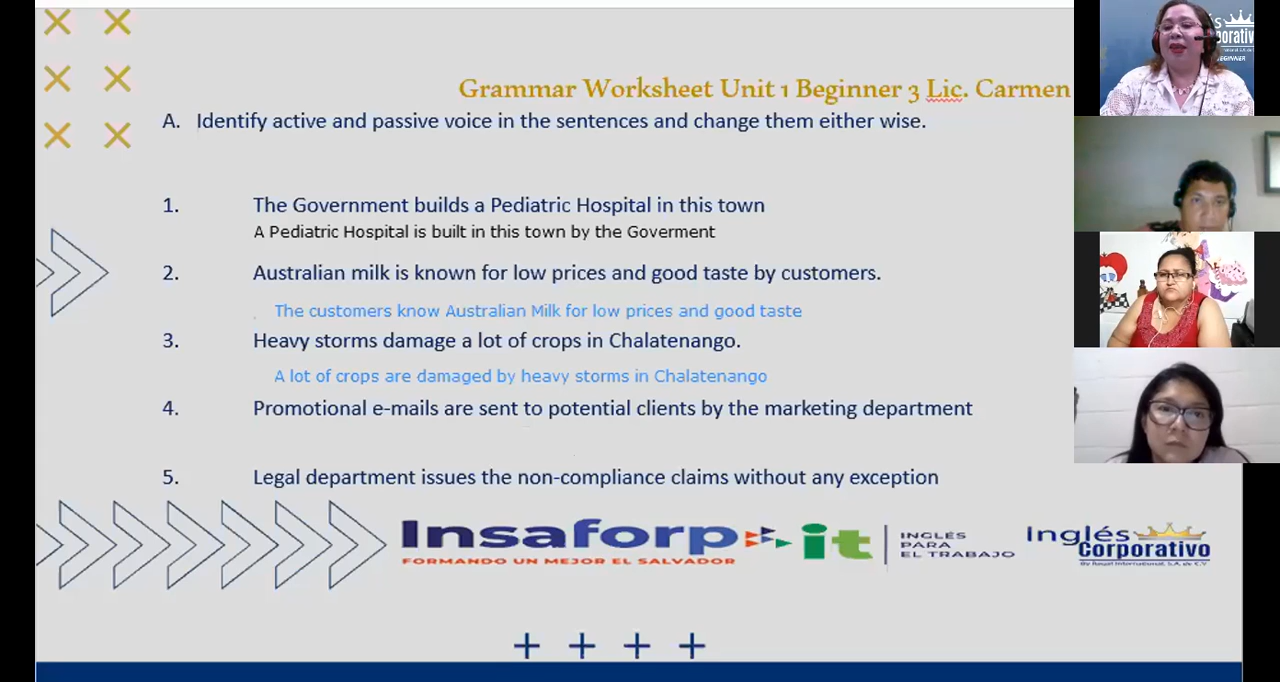 Grammar Worksheet Unit 1 Beginner 3 Lic. Carmen
A. Identify active and passive voice in the sentences and change them either wise.
1. The Government builds a Pediatric Hospital in this town
A Pediatric Hospital is built in this town by the Goverment
2. Australian milk is known for low prices and good taste by customers.
The customers know Australian Milk for low prices and good taste
3. Heavy storms damage a lot of crops in Chalatenango.
A lot of crops are damaged by heavy storms in Chalatenango
4. Promotional e-mails are sent to potential clients by the marketing department
5. Legal department issues the non-compliance claims without any exception
Insaforp
FORMANDO UN MEJOR EL SALVADOR
it
INGLÉS
PARA
EL TRABAJO
Inglés
Corporativo
By Royal International, S.A. de C.V